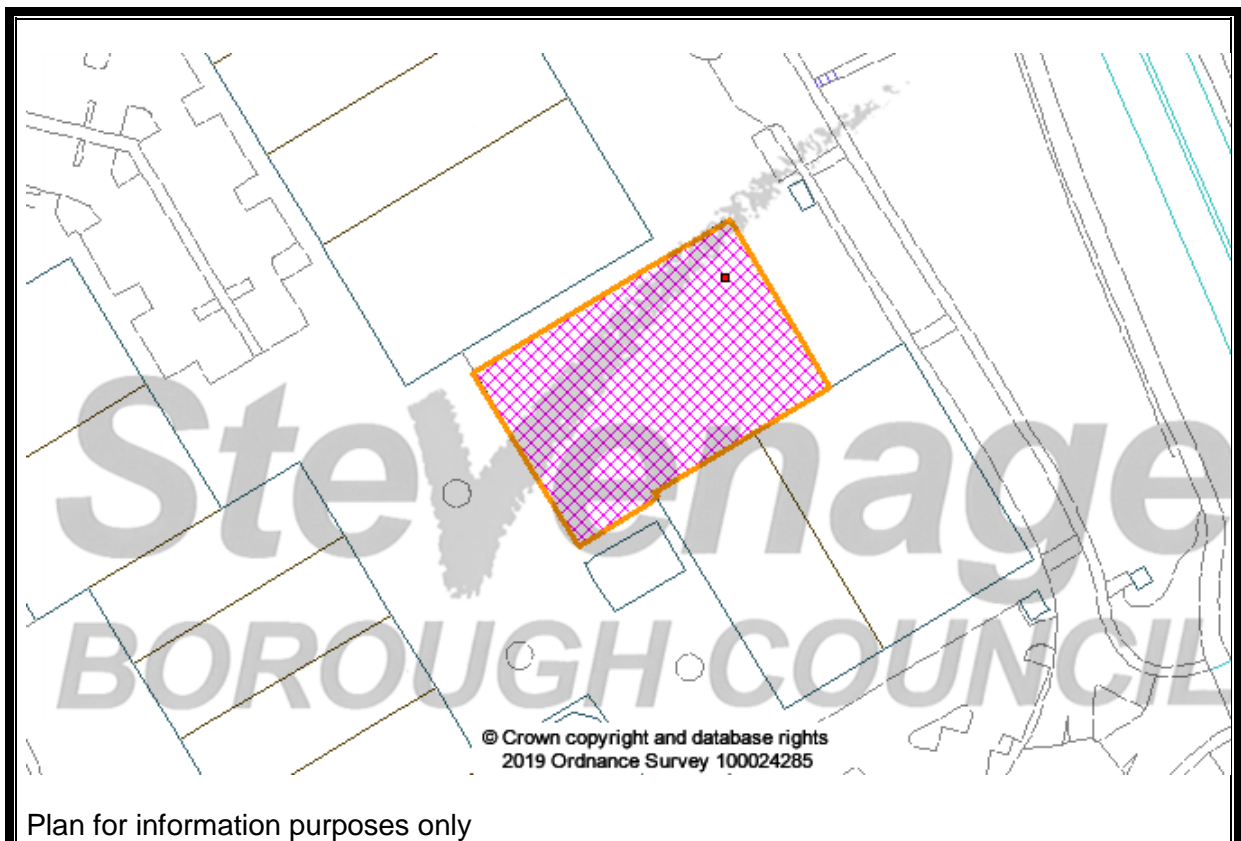 Stevenage
BOROUGH COUNCIL
© Crown copyright and database rights
2019 Ordnance Survey 100024285
Plan for information purposes only